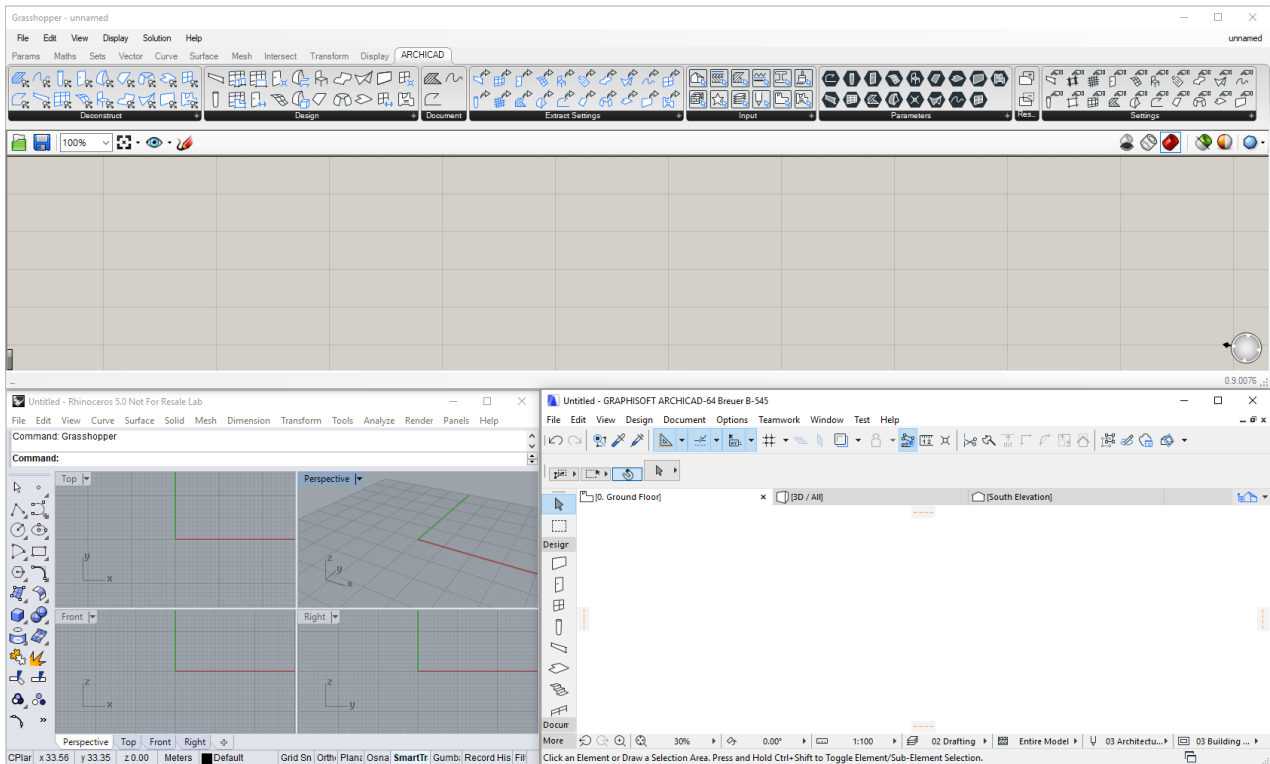 Grasshopper - unnamed
File Edit View Display Solution Help unnamed
Params Maths Sets Vector Curve Surface Mesh Intersect Transform Display ARCHICAD
Deconstruct Design Document Extract Settings Input Parameters Res... Settings
100%
...
0.9.0076
Untitled - Rhinoceros 5.0 Not For Resale Lab
File Edit View Curve Surface Solid Mesh Dimension Transform Tools Analyze Render Panels Help
Command: Grasshopper
Command:
Top Perspective
y z y
x x
Front Right
z z
x y
Perspective Top Front Right
CPlar x 33.56 y 33.35 z 0.00 Meters Default Grid Sn Orth Plana Osna SmartTr Gumb: Record His Filt
Untitled - GRAPHISOFT ARCHICAD-64 Breuer B-545
File Edit View Design Document Options Teamwork Window Test Help
[0. Ground Floor] [3D / All] [South Elevation]
Desigr
Docum
More 30% 0.00° 1:100 02 Drafting Entire Model 03 Architectu... 03 Building ...
Click an Element or Draw a Selection Area. Press and Hold Ctrl+Shift to Toggle Element/Sub-Element Selection.